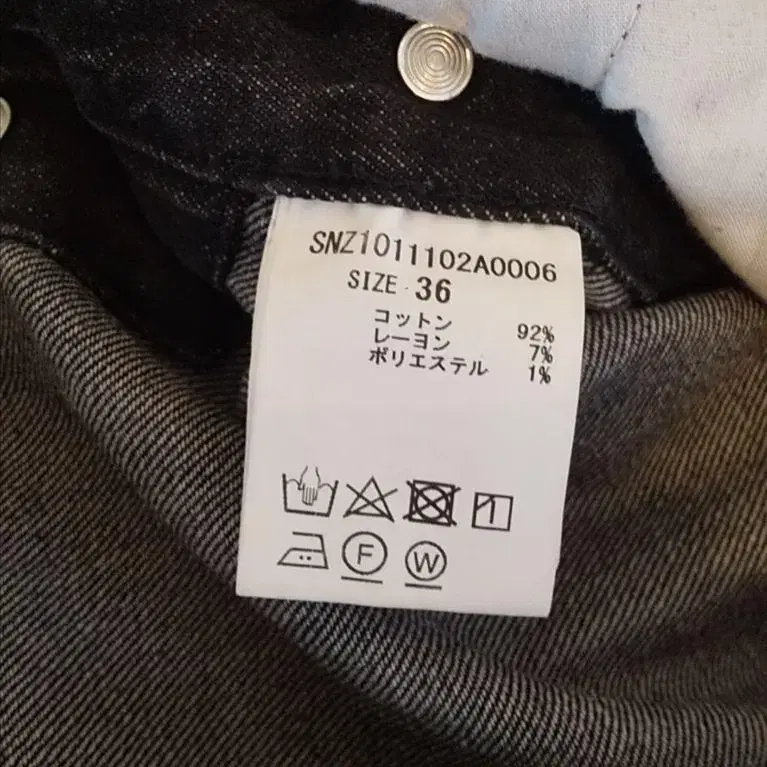 SNZ1011102A0006
SIZE 36
コットン 92%
レーヨン 7%
ポリエステル 1%
F W